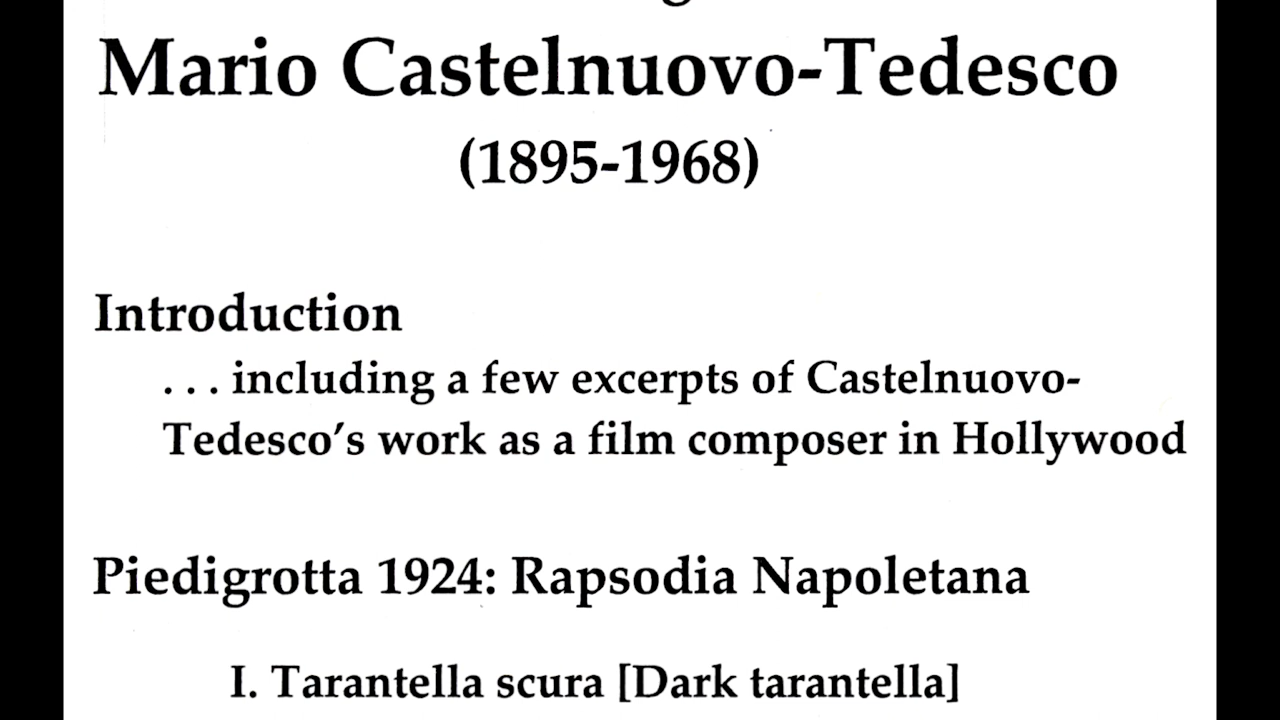 Mario Castelnuovo-Tedesco
(1895-1968)
Introduction
. . . including a few excerpts of Castelnuovo-
Tedesco’s work as a film composer in Hollywood
Piedigrotta 1924: Rapsodia Napoletana
I. Tarantella scura [Dark tarantella]